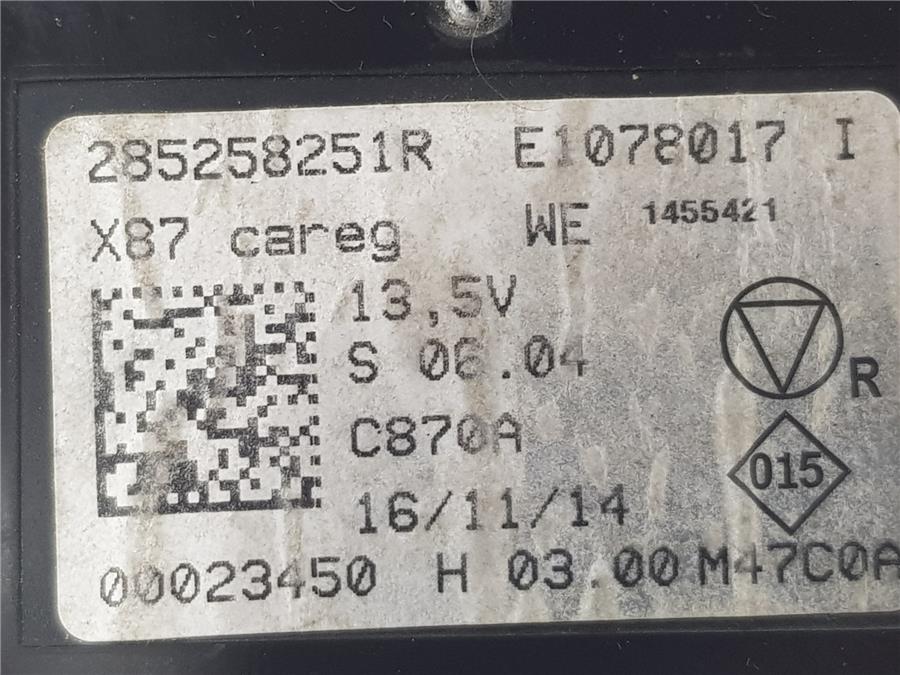 285258251R E1078017 I
X87 careg WE 1455421
13,5V
S 06.04
R
C870A
015
16/11/14
00023450 H 03.00 M47C0A